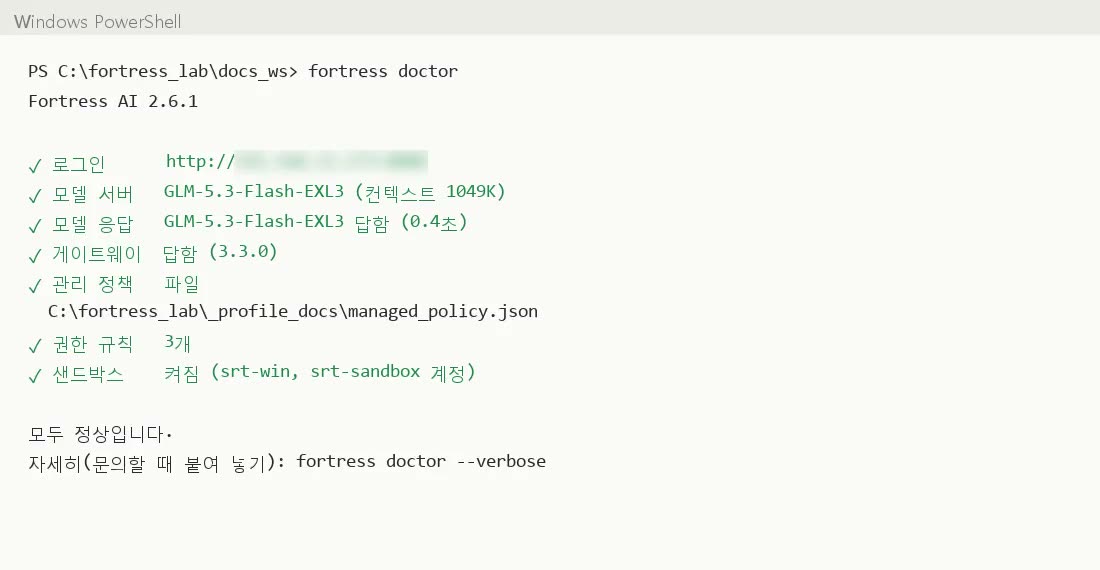 Windows PowerShell
PS C:\fortress_lab\docs_ws> fortress doctor
Fortress AI 2.6.1
✓ 로그인 http://
✓ 모델 서버 GLM-5.3-Flash-EXL3 (컨텍스트 1049K)
✓ 모델 응답 GLM-5.3-Flash-EXL3 답함 (0.4초)
✓ 게이트웨이 답함 (3.3.0)
✓ 관리 정책 파일
C:\fortress_lab\_profile_docs\managed_policy.json
✓ 권한 규칙 3개
✓ 샌드박스 켜짐 (srt-win, srt-sandbox 계정)
모두 정상입니다.
자세히(문의할 때 붙여 넣기): fortress doctor --verbose